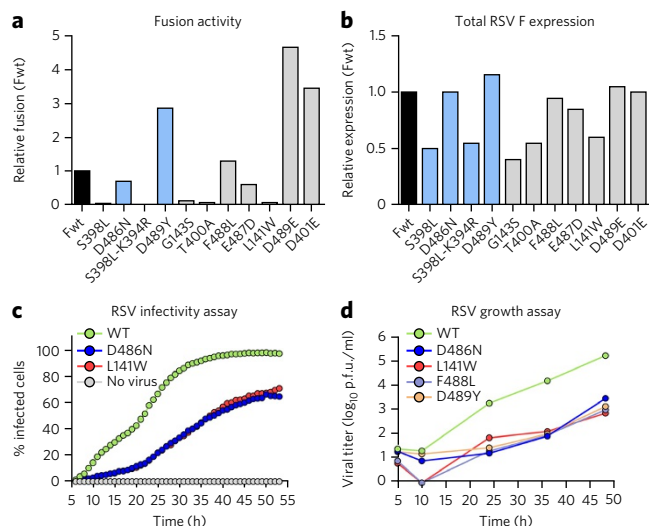 a
Fusion activity
Relative fusion (Fwt)
5
4
3
2
1
0
Fwt
S398L
D486N
S398L-K394R
D489Y
G143S
T400A
F488L
E487D
L141W
D489E
D401E
b
Total RSV F expression
Relative expression (Fwt)
1.5
1.0
0.5
0
Fwt
S398L
D486N
S398L-K394R
D489Y
G143S
T400A
F488L
E487D
L141W
D489E
D401E
c
RSV infectivity assay
WT
D486N
L141W
No virus
% infected cells
100
80
60
40
20
0
5 10 15 20 25 30 35 40 45 50 55
Time (h)
d
RSV growth assay
WT
D486N
L141W
F488L
D489Y
Viral titer (log10 p.f.u./ml)
6
5
4
3
2
1
0
5 10 15 20 25 30 35 40 45 50
Time (h)